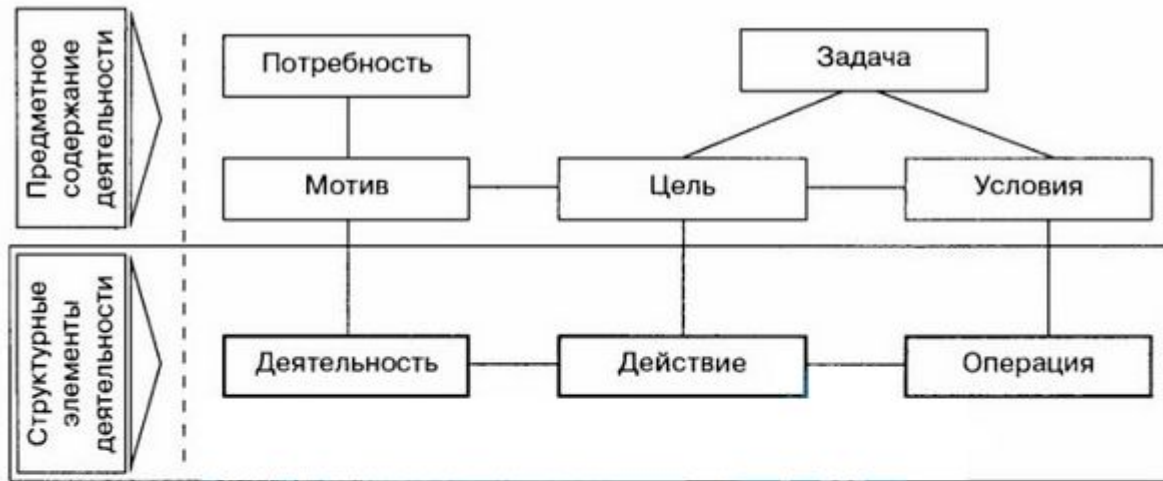 Предметное
содержание
деятельности
Потребность
Задача
Мотив
Цель
Условия
Структурные
элементы
деятельности
Деятельность
Действие
Операция